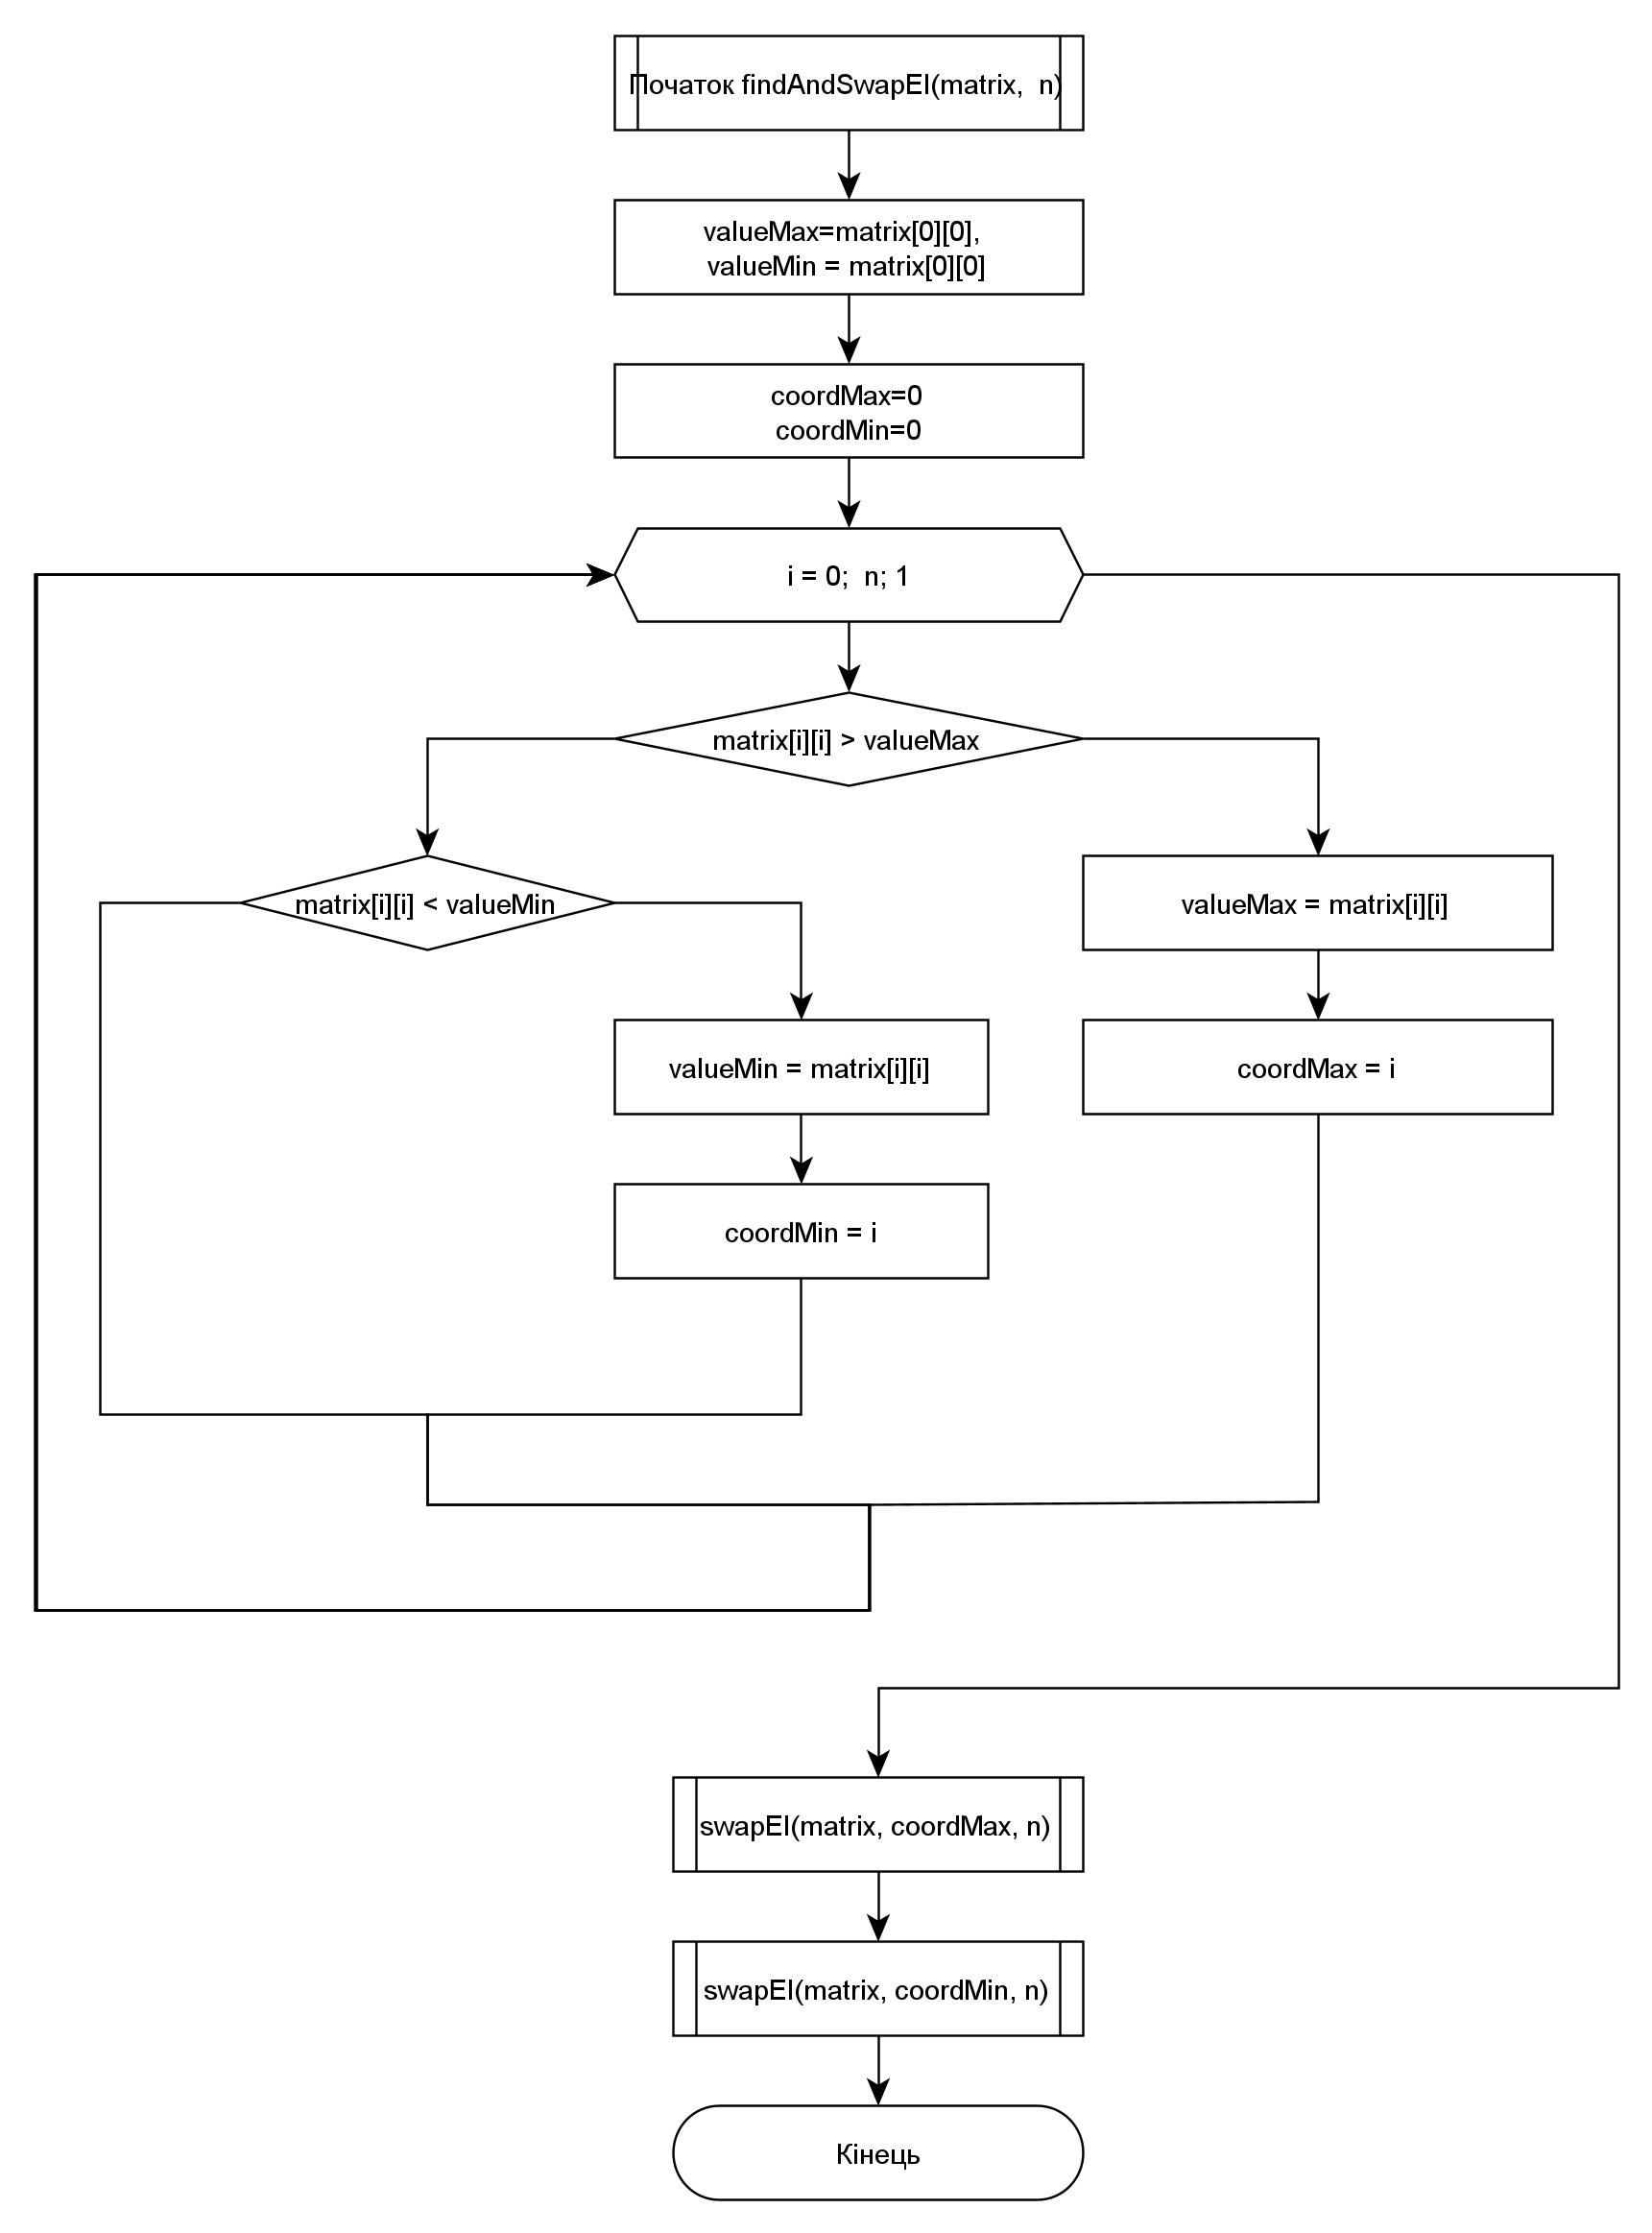 Початок findAndSwapEl(matrix,  n)
valueMax=matrix[0][0],
valueMin = matrix[0][0]
coordMax=0
coordMin=0
i = 0;  n; 1
matrix[i][i] > valueMax
matrix[i][i] < valueMin
valueMax = matrix[i][i]
valueMin = matrix[i][i]
coordMax = i
coordMin = i
swapEl(matrix, coordMax, n)
swapEl(matrix, coordMin, n)
Кінець